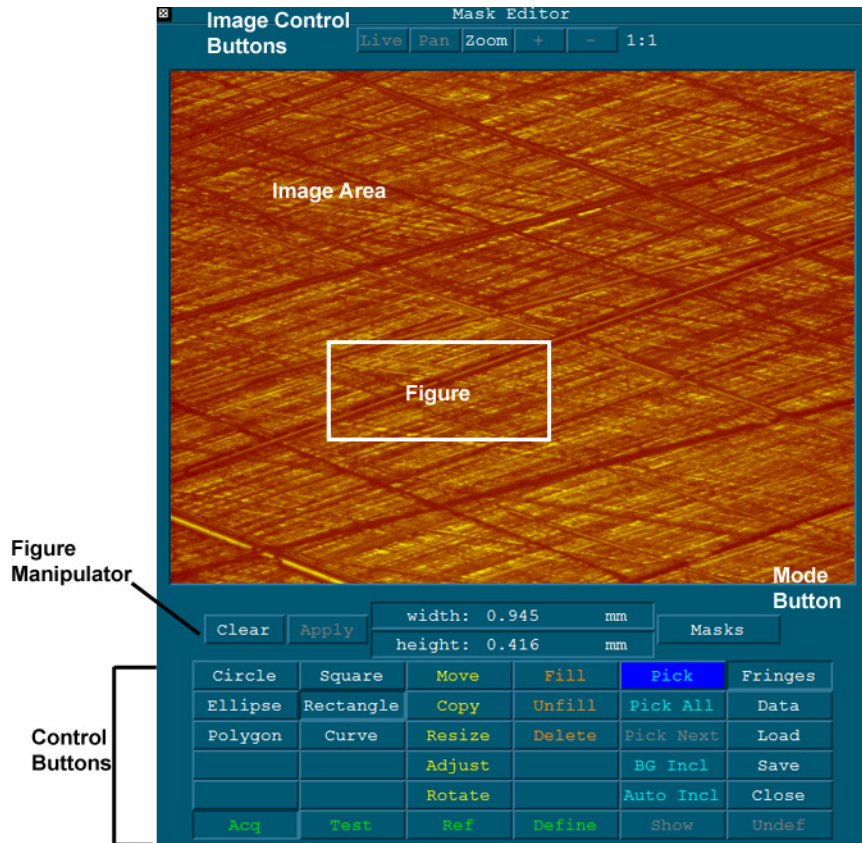 Mask Editor
Image Control
Buttons
Live Pan Zoom + - 1:1
Image Area
Figure
Figure
Manipulator
Mode
Button
Clear Apply width: 0.945 mm Masks
height: 0.416 mm
Control
Buttons
Circle Square Move Fill Pick Fringes
Ellipse Rectangle Copy Unfill Pick All Data
Polygon Curve Resize Delete Pick Next Load
Adjust BG Incl Save
Rotate Auto Incl Close
Acq Test Ref Define Show Undef